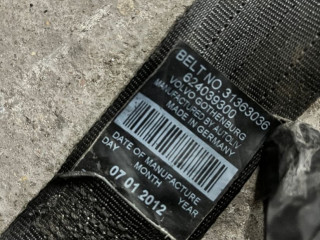 BELT NO. 31363036
624039300
VOLVO GOTHENBURG
MANUFACTURED BY AUTOLIV
MADE IN GERMANY
DATE OF MANUFACTURE
DAY MONTH YEAR
07 01 2012